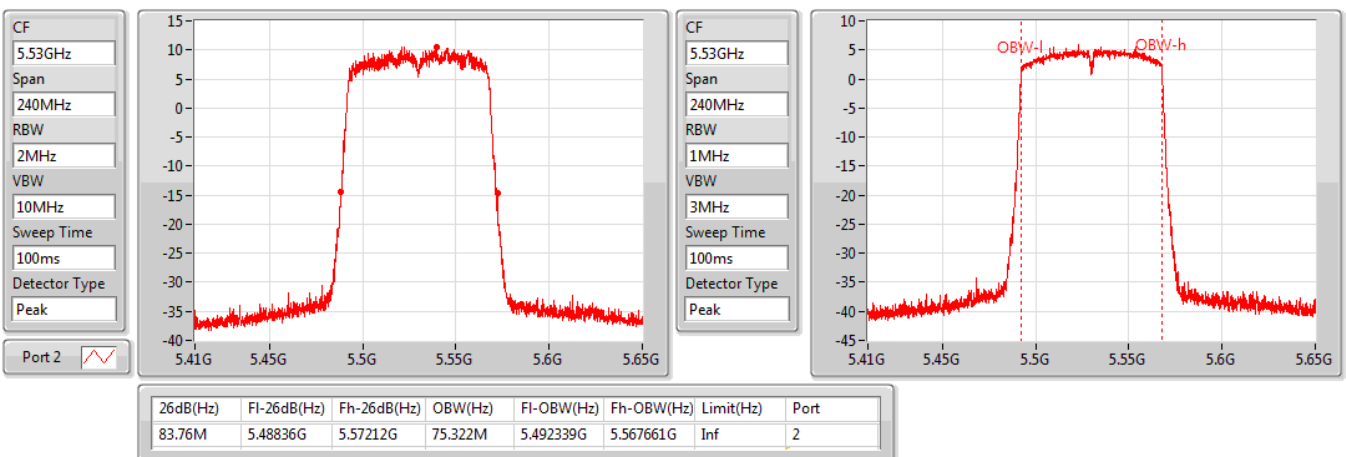 CF
5.53GHz
Span
240MHz
RBW
2MHz
VBW
10MHz
Sweep Time
100ms
Detector Type
Peak
Port 2
15
10
5
0
-5
-10
-15
-20
-25
-30
-35
-40
5.41G 5.45G 5.5G 5.55G 5.6G 5.65G
CF
5.53GHz
Span
240MHz
RBW
1MHz
VBW
3MHz
Sweep Time
100ms
Detector Type
Peak
10
5
0
-5
-10
-15
-20
-25
-30
-35
-40
-45
OBW-l OBW-h
5.41G 5.45G 5.5G 5.55G 5.6G 5.65G
26dB(Hz) Fl-26dB(Hz) Fh-26dB(Hz) OBW(Hz) Fl-OBW(Hz) Fh-OBW(Hz) Limit(Hz) Port
83.76M 5.48836G 5.57212G 75.322M 5.492339G 5.567661G Inf 2